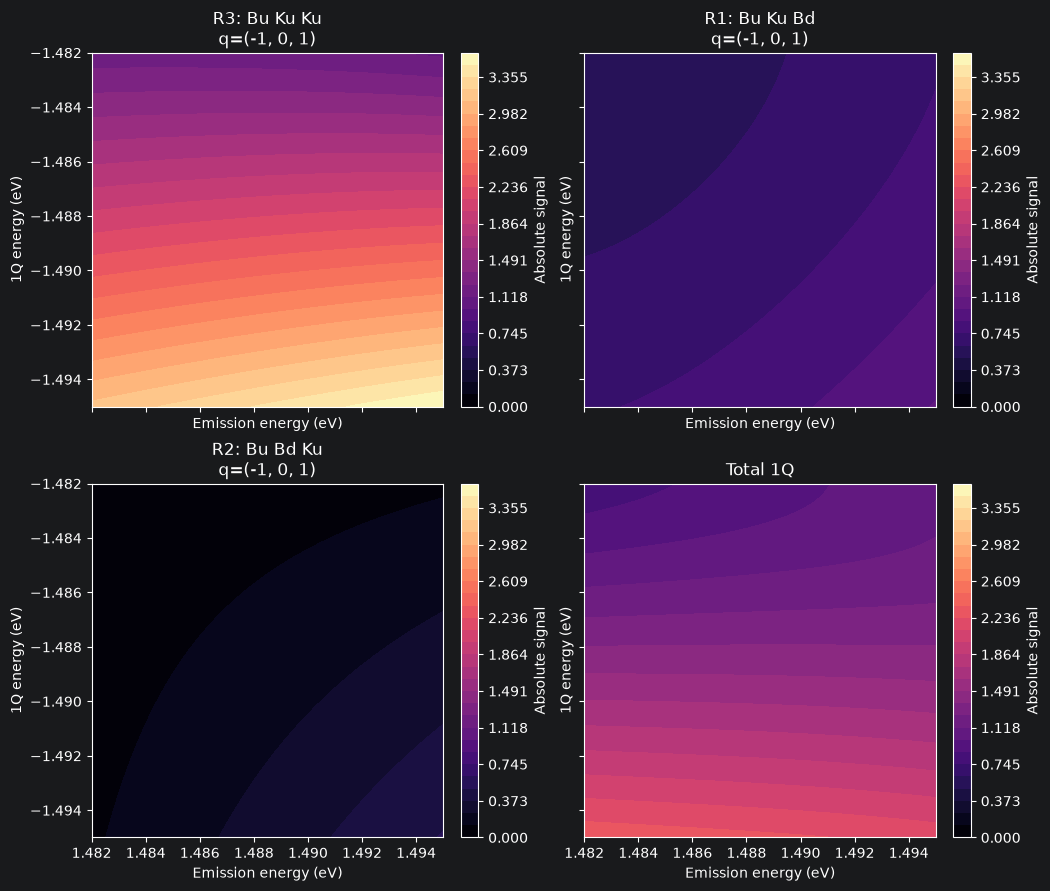 R3: Bu Ku Ku
q=(-1, 0, 1)
−1.482
−1.484
−1.486
−1.488
−1.490
−1.492
−1.494
1Q energy (eV)
Emission energy (eV)
3.355
2.982
2.609
2.236
1.864
1.491
1.118
0.745
0.373
0.000
Absolute signal
R1: Bu Ku Bd
q=(-1, 0, 1)
1Q energy (eV)
Emission energy (eV)
3.355
2.982
2.609
2.236
1.864
1.491
1.118
0.745
0.373
0.000
Absolute signal
R2: Bu Bd Ku
q=(-1, 0, 1)
−1.482
−1.484
−1.486
−1.488
−1.490
−1.492
−1.494
1Q energy (eV)
1.482 1.484 1.486 1.488 1.490 1.492 1.494
Emission energy (eV)
3.355
2.982
2.609
2.236
1.864
1.491
1.118
0.745
0.373
0.000
Absolute signal
Total 1Q
1Q energy (eV)
1.482 1.484 1.486 1.488 1.490 1.492 1.494
Emission energy (eV)
3.355
2.982
2.609
2.236
1.864
1.491
1.118
0.745
0.373
0.000
Absolute signal